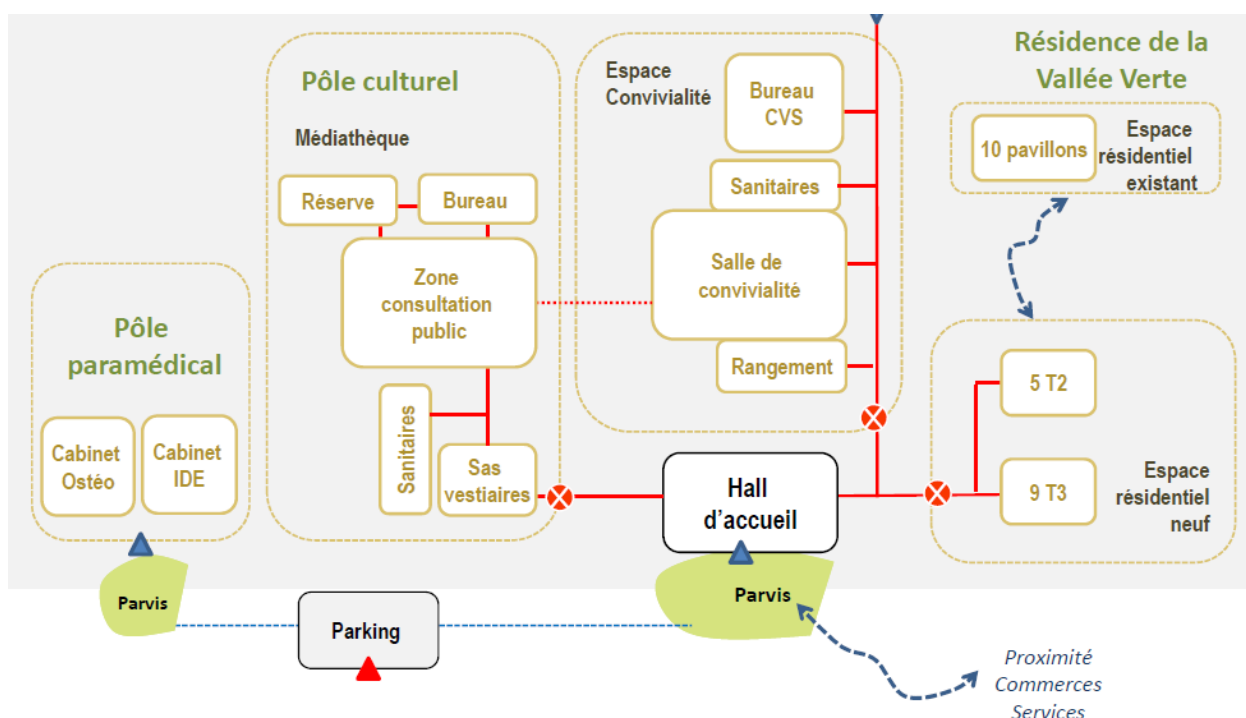 Pôle culturel
Médiathèque
Réserve
Bureau
Zone
consultation
public
Sanitaires
Sas
vestiaires
Espace
Convivialité
Bureau
CVS
Sanitaires
Salle de
convivialité
Rangement
Résidence de la
Vallée Verte
10 pavillons
Espace
résidentiel
existant
5 T2
9 T3
Espace
résidentiel
neuf
Pôle
paramédical
Cabinet
Ostéo
Cabinet
IDE
Hall
d'accueil
Parvis
Parking
Parvis
Proximité
Commerces
Services